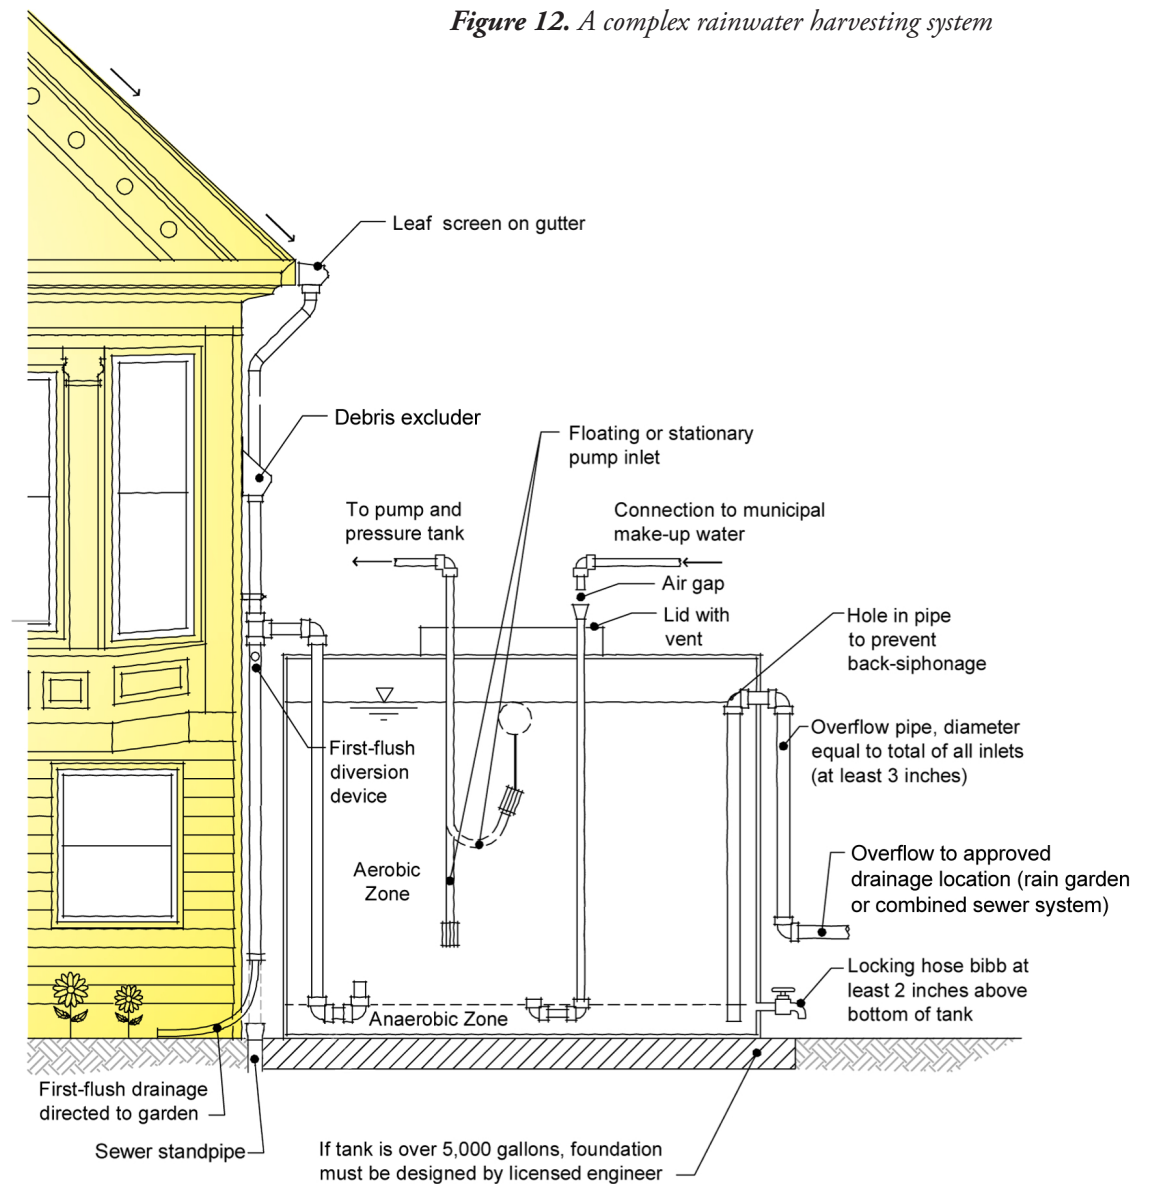 Figure 12. A complex rainwater harvesting system
Leaf screen on gutter
Debris excluder
Floating or stationary
pump inlet
To pump and
pressure tank
Connection to municipal
make-up water
Air gap
Lid with
vent
Hole in pipe
to prevent
back-siphonage
First-flush
diversion
device
Overflow pipe, diameter
equal to total of all inlets
(at least 3 inches)
Aerobic
Zone
Overflow to approved
drainage location (rain garden
or combined sewer system)
Locking hose bibb at
least 2 inches above
bottom of tank
Anaerobic Zone
First-flush drainage
directed to garden
Sewer standpipe
If tank is over 5,000 gallons, foundation
must be designed by licensed engineer